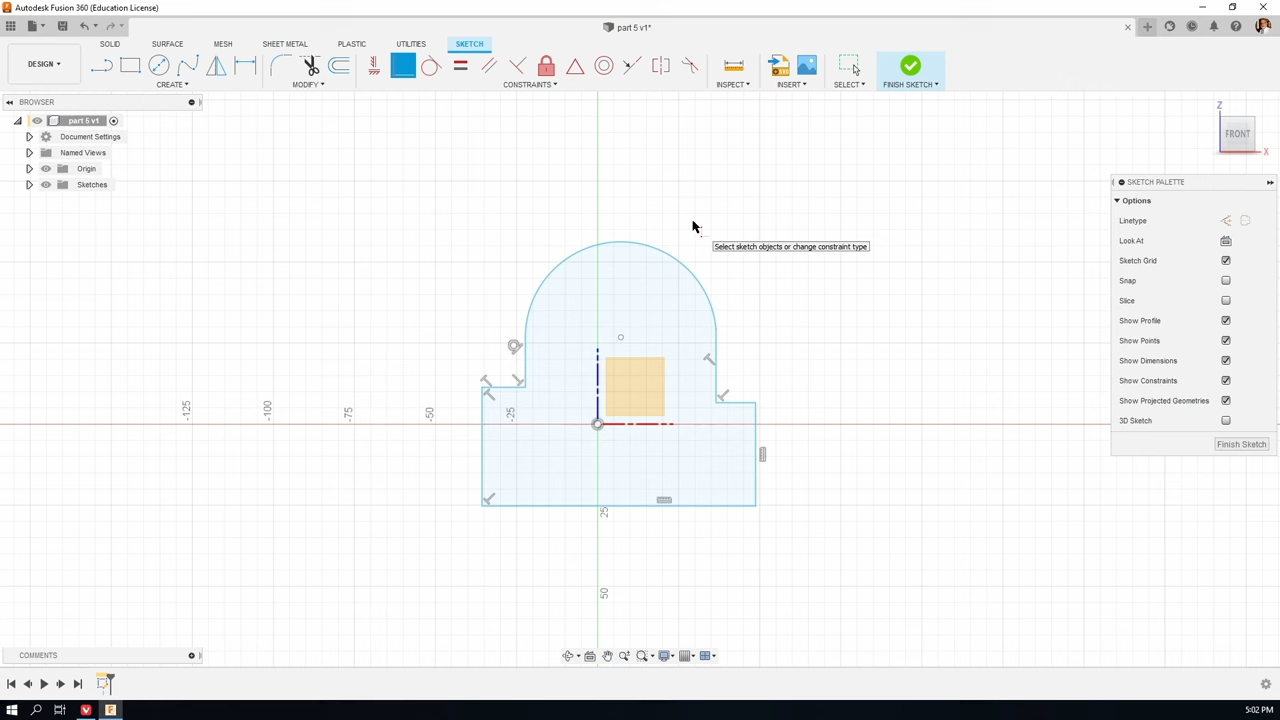 Autodesk Fusion 360 (Education License)
part 5 v1*
SOLID SURFACE MESH SHEET METAL PLASTIC UTILITIES SKETCH
DESIGN
CREATE MODIFY CONSTRAINTS INSPECT INSERT SELECT FINISH SKETCH
BROWSER
part 5 v1
Document Settings
Named Views
Origin
Sketches
Z
FRONT
X
SKETCH PALETTE
Options
Linetype
Look At
Sketch Grid
Snap
Slice
Show Profile
Show Points
Show Dimensions
Show Constraints
Show Projected Geometries
3D Sketch
Finish Sketch
Select sketch objects or change constraint type
-125 -100 -75 -50 -25
25
50
COMMENTS
5:02 PM